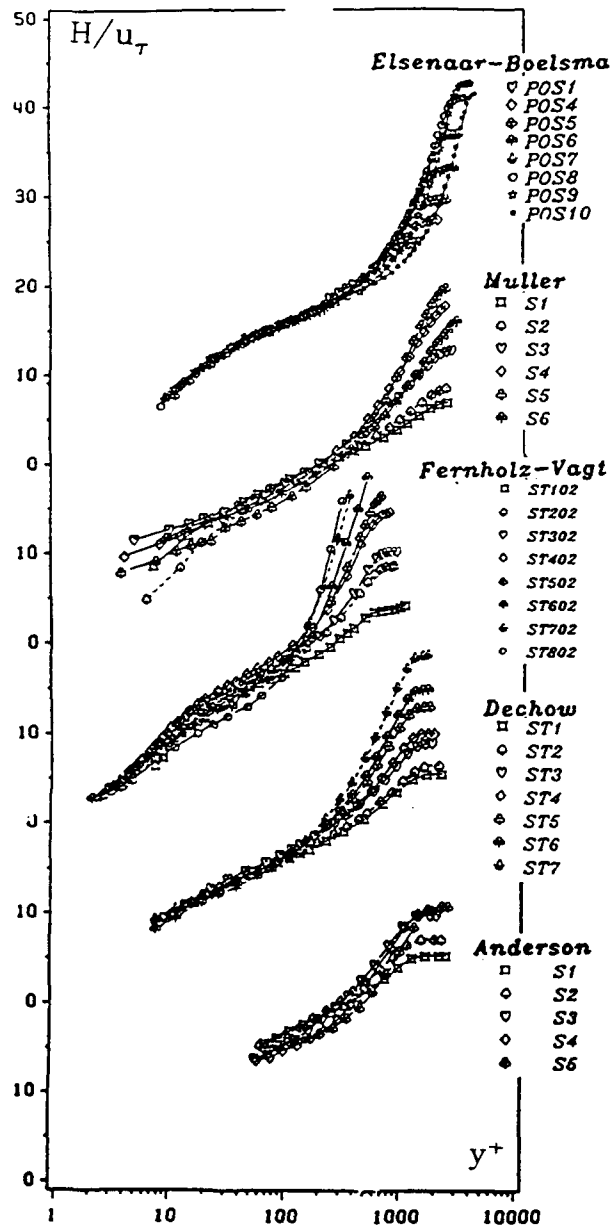 50
H/uτ
Elsenaar-Boelsma
POS1
40
POS4
POS5
POS6
POS7
30
POS8
POS9
POS10
20
Muller
S1
S2
10
S3
S4
S5
S6
0
Fernholz-Vagt
ST102
ST202
10
ST302
ST402
ST502
ST602
0
ST702
ST802
Dechow
10
ST1
ST2
ST3
ST4
0
ST5
ST6
ST7
10
Anderson
S1
0
S2
S3
S4
10
S6
y+
0
1
10
100
1000
10000